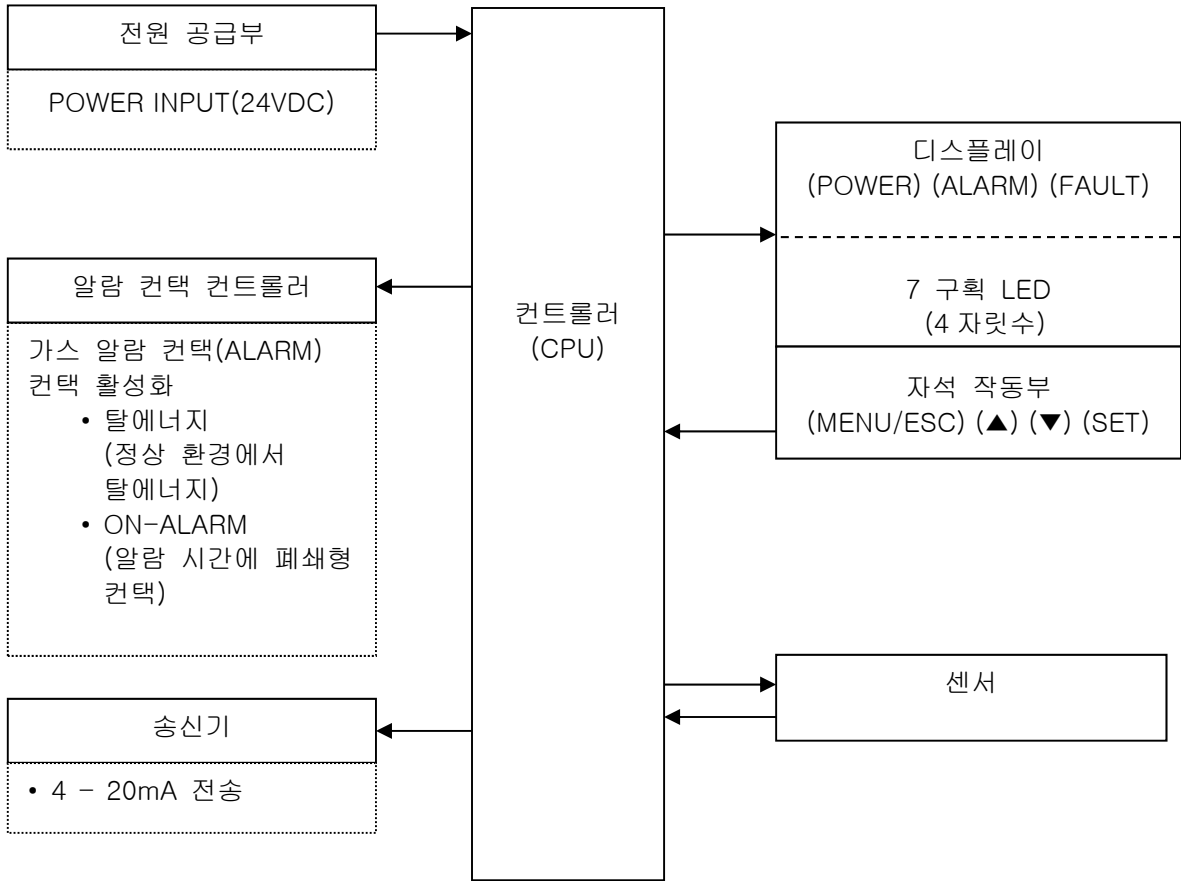 전원 공급부
POWER INPUT(24VDC)
알람 컨택 컨트롤러
가스 알람 컨택(ALARM)
컨택 활성화
• 탈에너지
(정상 환경에서
탈에너지)
• ON-ALARM
(알람 시간에 폐쇄형
컨택)
송신기
• 4 - 20mA 전송
컨트롤러
(CPU)
디스플레이
(POWER) (ALARM) (FAULT)
7 구획 LED
(4 자릿수)
자석 작동부
(MENU/ESC) (▲) (▼) (SET)
센서